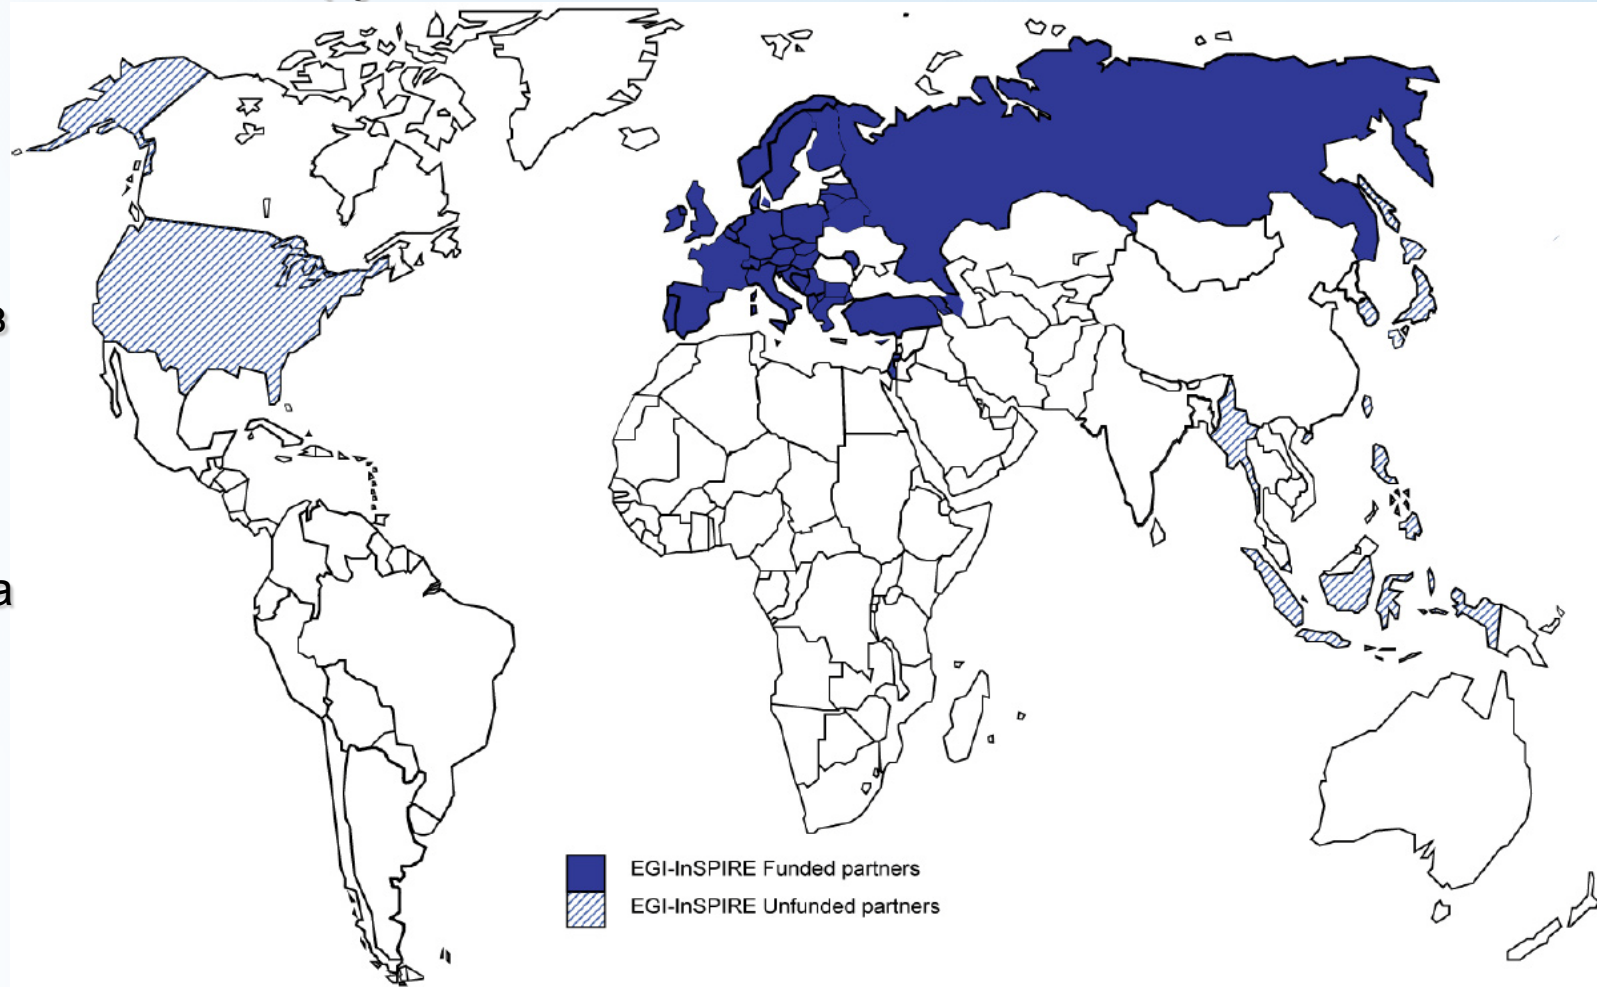 в
а
EGI-InSPIRE Funded partners
EGI-InSPIRE Unfunded partners